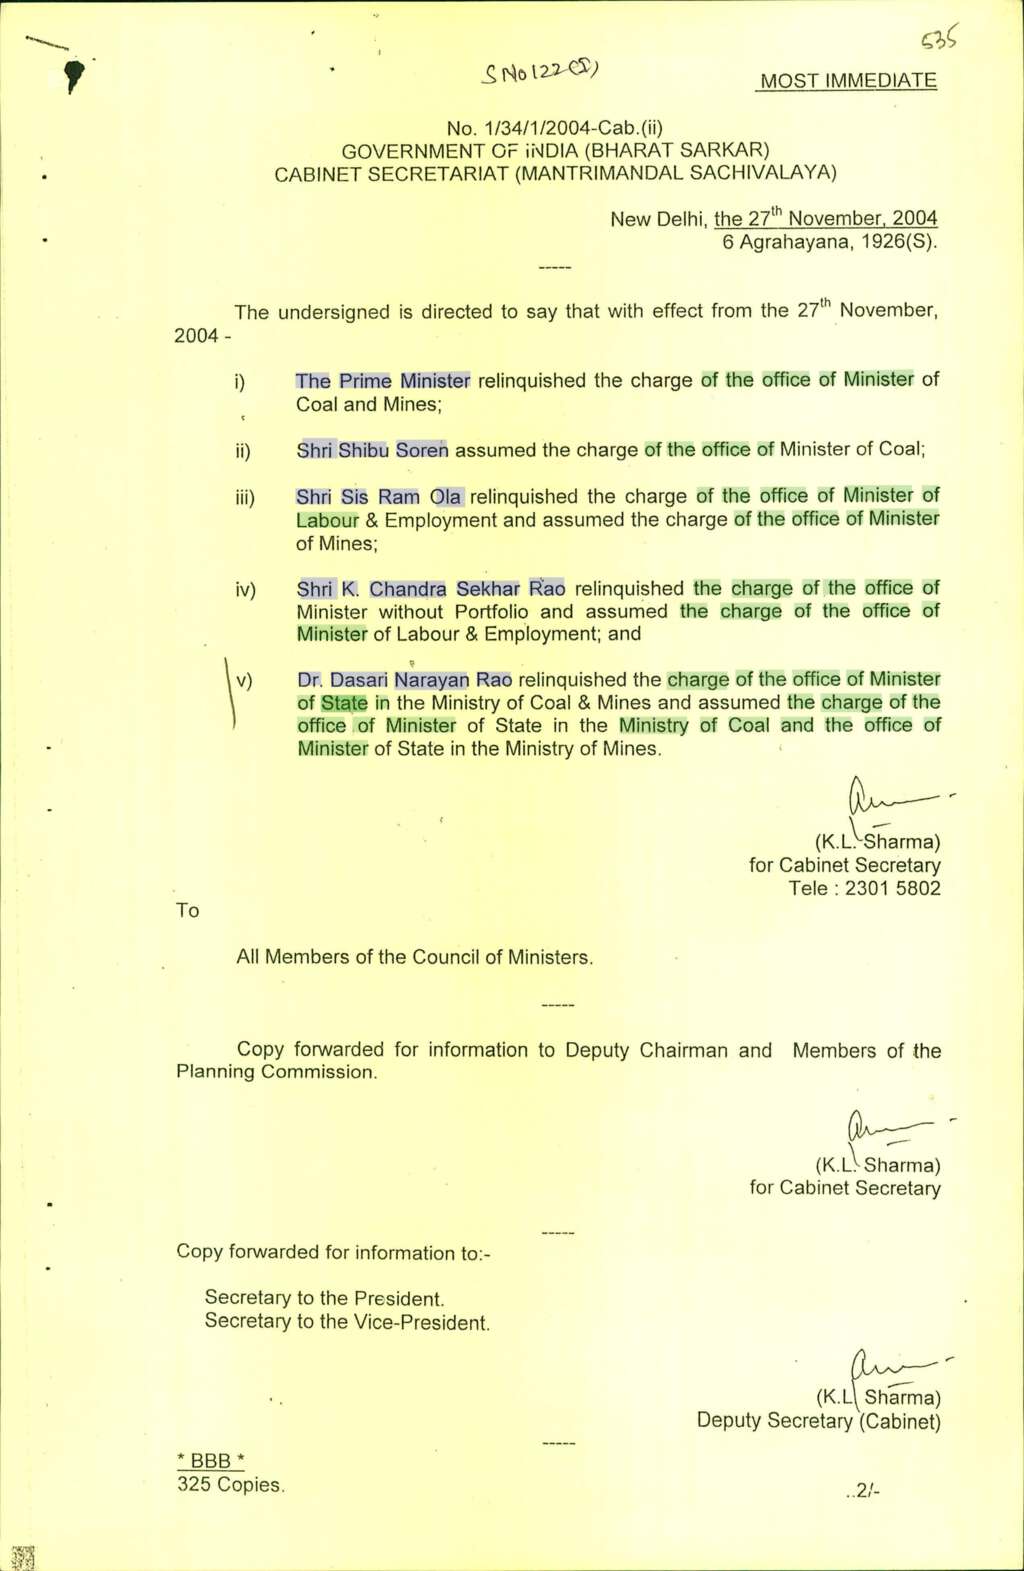 535
S No 122(S)
MOST IMMEDIATE
No. 1/34/1/2004-Cab.(ii)
GOVERNMENT OF INDIA (BHARAT SARKAR)
CABINET SECRETARIAT (MANTRIMANDAL SACHIVALAYA)
New Delhi, the 27th November, 2004
6 Agrahayana, 1926(S).
-----
The undersigned is directed to say that with effect from the 27th November,
2004 -
i) The Prime Minister relinquished the charge of the office of Minister of
Coal and Mines;
ii) Shri Shibu Soren assumed the charge of the office of Minister of Coal;
iii) Shri Sis Ram Ola relinquished the charge of the office of Minister of
Labour & Employment and assumed the charge of the office of Minister
of Mines;
iv) Shri K. Chandra Sekhar Rao relinquished the charge of the office of
Minister without Portfolio and assumed the charge of the office of
Minister of Labour & Employment; and
v) Dr. Dasari Narayan Rao relinquished the charge of the office of Minister
of State in the Ministry of Coal & Mines and assumed the charge of the
office of Minister of State in the Ministry of Coal and the office of
Minister of State in the Ministry of Mines.
(K.L. Sharma)
for Cabinet Secretary
Tele : 2301 5802
To
All Members of the Council of Ministers.
-----
Copy forwarded for information to Deputy Chairman and Members of the
Planning Commission.
(K.L. Sharma)
for Cabinet Secretary
-----
Copy forwarded for information to:-
Secretary to the President.
Secretary to the Vice-President.
(K.L. Sharma)
Deputy Secretary (Cabinet)
-----
* BBB *
325 Copies.
..2/-